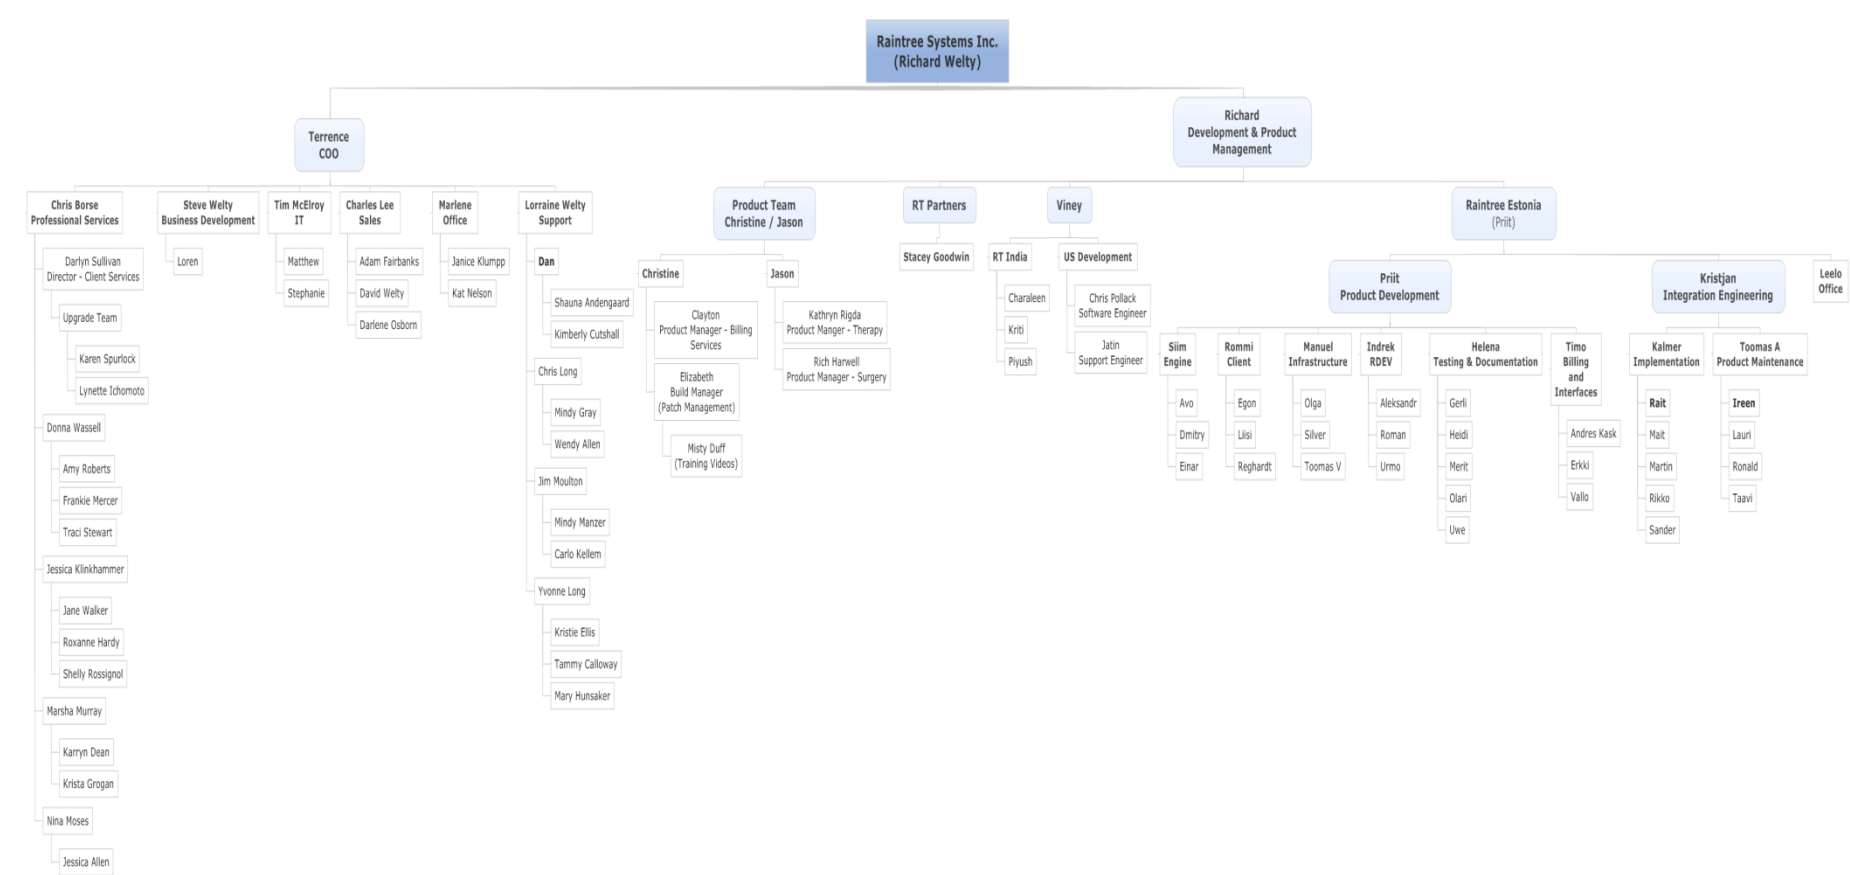 Raintree Systems Inc.
(Richard Welty)
Terrence
COO
Richard
Development & Product
Management
Chris Borse
Professional Services
Darlyn Sullivan
Director - Client Services
Upgrade Team
Karen Spurlock
Lynette Ichomoto
Donna Wassell
Amy Roberts
Frankie Mercer
Traci Stewart
Jessica Klinkhammer
Jane Walker
Roxanne Hardy
Shelly Rossignol
Marsha Murray
Karryn Dean
Krista Grogan
Nina Moses
Jessica Allen
Steve Welty
Business Development
Loren
Tim McElroy
IT
Matthew
Stephanie
Charles Lee
Sales
Adam Fairbanks
David Welty
Darlene Osborn
Marlene
Office
Janice Klumpp
Kat Nelson
Lorraine Welty
Support
Dan
Shauna Andengaard
Kimberly Cutshall
Chris Long
Mindy Gray
Wendy Allen
Jim Moulton
Mindy Manzer
Carlo Kellem
Yvonne Long
Kristie Ellis
Tammy Calloway
Mary Hunsaker
Product Team
Christine / Jason
Christine
Clayton
Product Manager - Billing
Services
Elizabeth
Build Manager
(Patch Management)
Misty Duff
(Training Videos)
Jason
Kathryn Rigda
Product Manger - Therapy
Rich Harwell
Product Manager - Surgery
RT Partners
Stacey Goodwin
Viney
RT India
Charaleen
Kriti
Piyush
US Development
Chris Pollack
Software Engineer
Jatin
Support Engineer
Raintree Estonia
(Priit)
Priit
Product Development
Siim
Engine
Avo
Dmitry
Einar
Rommi
Client
Egon
Liisi
Reghardt
Manuel
Infrastructure
Olga
Silver
Toomas V
Indrek
RDEV
Aleksandr
Roman
Urmo
Helena
Testing & Documentation
Gerli
Heidi
Merit
Olari
Uwe
Timo
Billing
and
Interfaces
Andres Kask
Erkki
Vallo
Kristjan
Integration Engineering
Kalmer
Implementation
Rait
Mait
Martin
Rikko
Sander
Toomas A
Product Maintenance
Ireen
Lauri
Ronald
Taavi
Leelo
Office